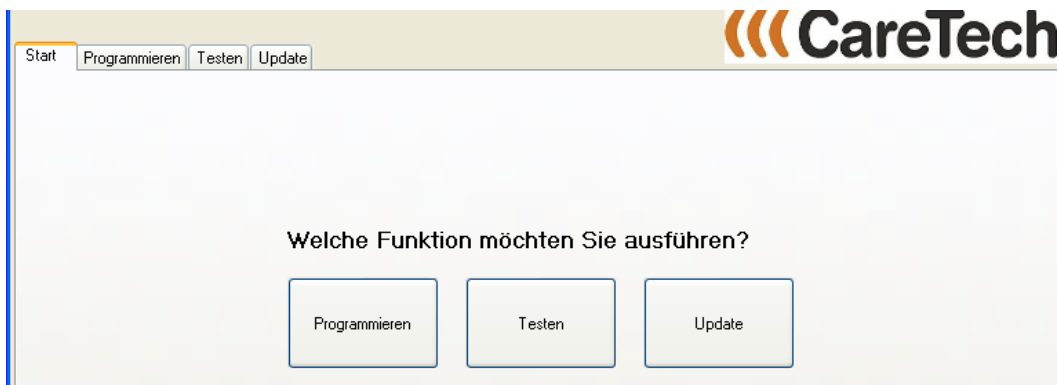 CareTech
Start Programmieren Testen Update
Welche Funktion möchten Sie ausführen?
Programmieren Testen Update